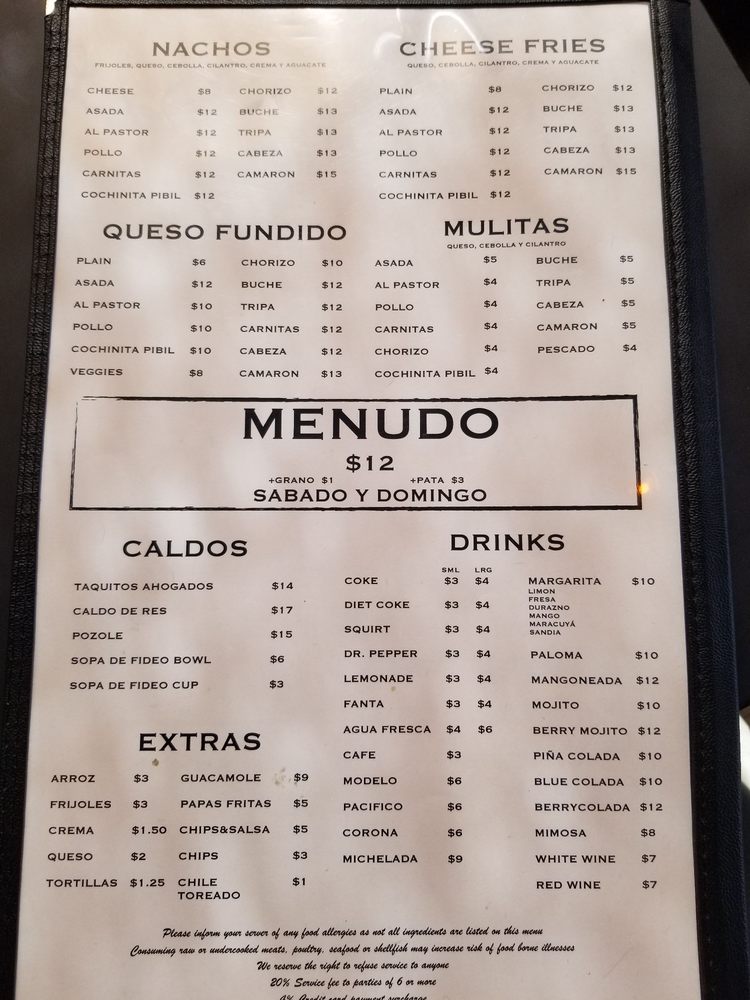 NACHOS
FRIJOLES, QUESO, CEBOLLA, CILANTRO, CREMA Y AGUACATE
CHEESE $8 CHORIZO $12
ASADA $12 BUCHE $13
AL PASTOR $12 TRIPA $13
POLLO $12 CABEZA $13
CARNITAS $12 CAMARON $15
COCHINITA PIBIL $12
CHEESE FRIES
QUESO, CEBOLLA, CILANTRO, CREMA Y AGUACATE
PLAIN $8 CHORIZO $12
ASADA $12 BUCHE $13
AL PASTOR $12 TRIPA $13
POLLO $12 CABEZA $13
CARNITAS $12 CAMARON $15
COCHINITA PIBIL $12
QUESO FUNDIDO
PLAIN $6 CHORIZO $10
ASADA $12 BUCHE $12
AL PASTOR $10 TRIPA $12
POLLO $10 CARNITAS $12
COCHINITA PIBIL $10 CABEZA $12
VEGGIES $8 CAMARON $13
MULITAS
QUESO, CEBOLLA Y CILANTRO
ASADA $5 BUCHE $5
AL PASTOR $4 TRIPA $5
POLLO $4 CABEZA $5
CARNITAS $4 CAMARON $5
CHORIZO $4 PESCADO $4
COCHINITA PIBIL $4
MENUDO
$12
+GRANO $1 +PATA $3
SABADO Y DOMINGO
CALDOS
TAQUITOS AHOGADOS $14
CALDO DE RES $17
POZOLE $15
SOPA DE FIDEO BOWL $6
SOPA DE FIDEO CUP $3
EXTRAS
ARROZ $3 GUACAMOLE $9
FRIJOLES $3 PAPAS FRITAS $5
CREMA $1.50 CHIPS&SALSA $5
QUESO $2 CHIPS $3
TORTILLAS $1.25 CHILE TOREADO $1
DRINKS
SML LRG
COKE $3 $4
DIET COKE $3 $4
SQUIRT $3 $4
DR. PEPPER $3 $4
LEMONADE $3 $4
FANTA $3 $4
AGUA FRESCA $4 $6
CAFE $3
MODELO $6
PACIFICO $6
CORONA $6
MICHELADA $9
MARGARITA $10
LIMON
FRESA
DURAZNO
MANGO
MARACUYÁ
SANDIA
PALOMA $10
MANGONEADA $12
MOJITO $10
BERRY MOJITO $12
PIÑA COLADA $10
BLUE COLADA $10
BERRYCOLADA $12
MIMOSA $8
WHITE WINE $7
RED WINE $7
Please inform your server of any food allergies as not all ingredients are listed on this menu
Consuming raw or undercooked meats, poultry, seafood or shellfish may increase risk of food borne illnesses
We reserve the right to refuse service to anyone
20% Service fee to parties of 6 or more
Credit card payment surcharge